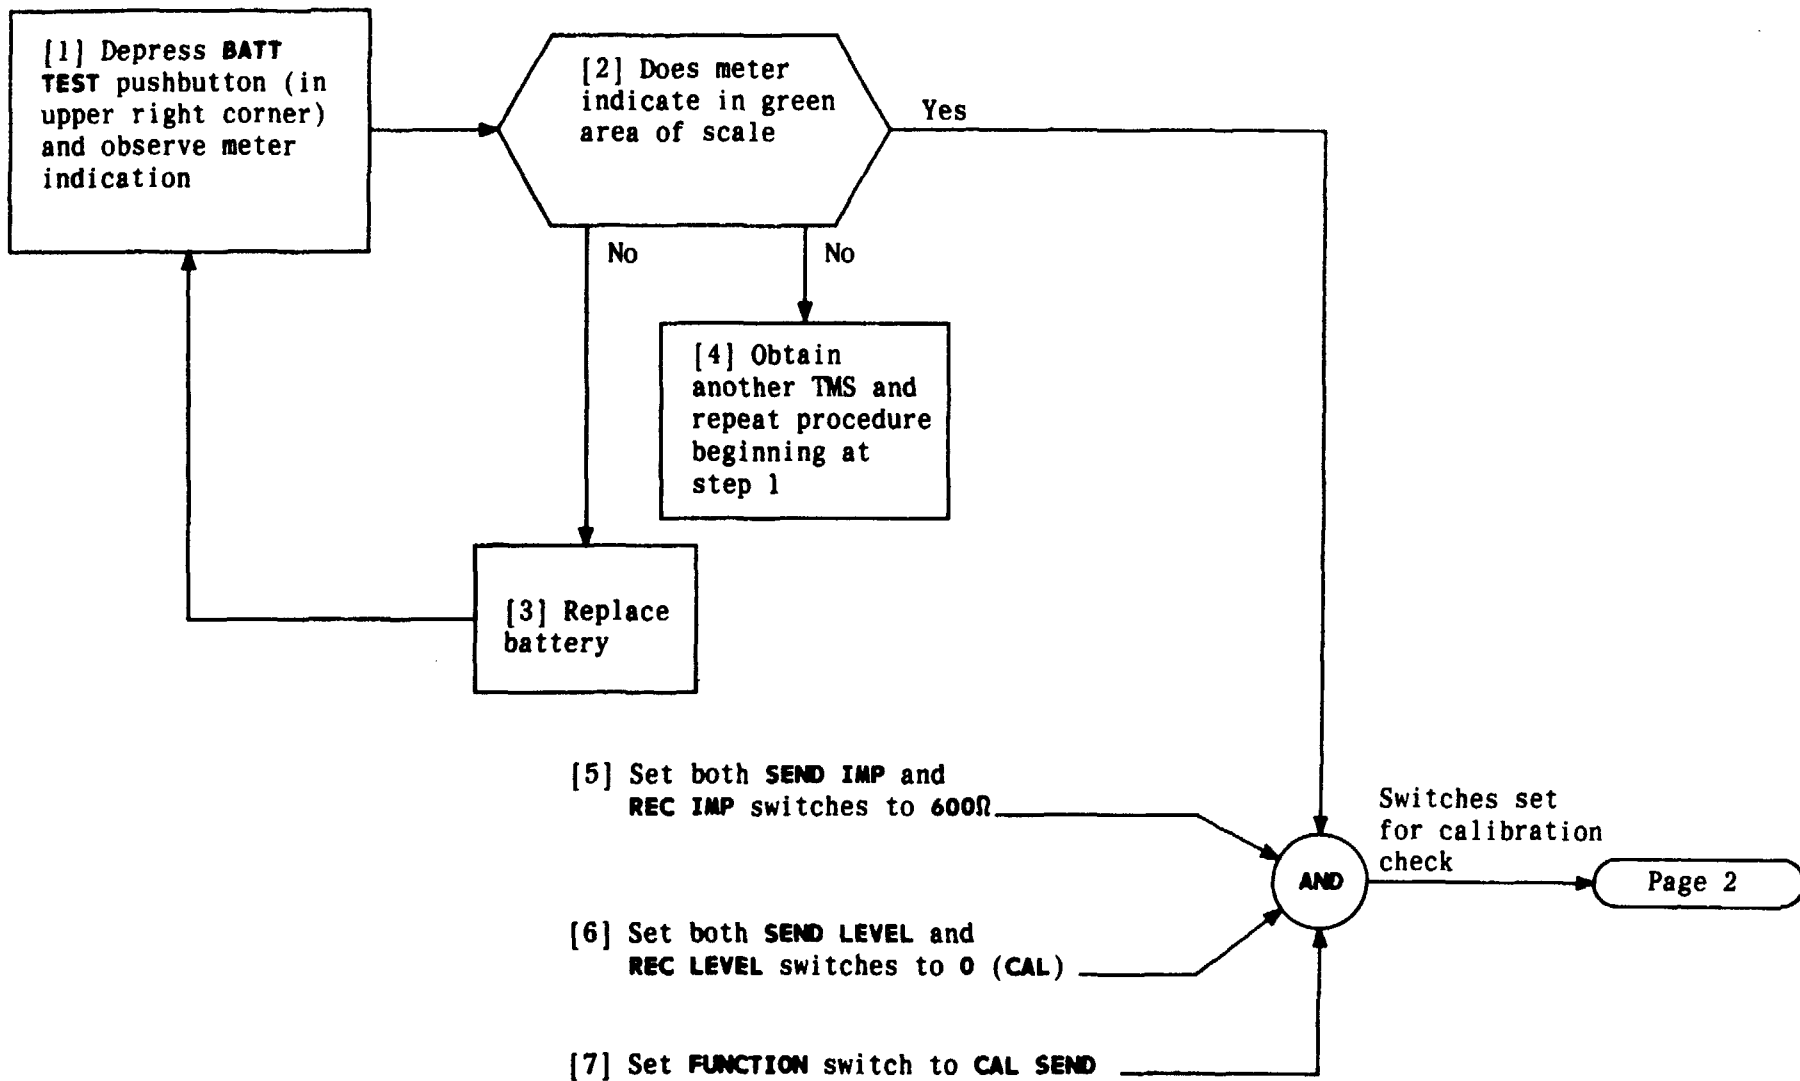 [1] Depress BATT
TEST pushbutton (in
upper right corner)
and observe meter
indication
[2] Does meter
indicate in green
area of scale
Yes
No
No
[4] Obtain
another TMS and
repeat procedure
beginning at
step 1
[3] Replace
battery
[5] Set both SEND IMP and
REC IMP switches to 600Ω
Switches set
for calibration
check
AND
Page 2
[6] Set both SEND LEVEL and
REC LEVEL switches to 0 (CAL)
[7] Set FUNCTION switch to CAL SEND